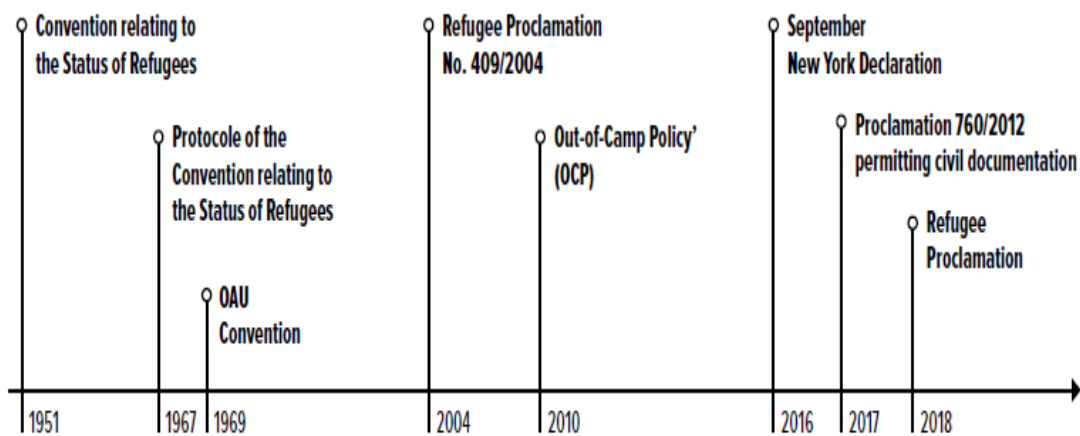 Convention relating to
the Status of Refugees
Protocole of the
Convention relating to
the Status of Refugees
OAU
Convention
Refugee Proclamation
No. 409/2004
Out-of-Camp Policy’
(OCP)
September
New York Declaration
Proclamation 760/2012
permitting civil documentation
Refugee
Proclamation
1951
1967
1969
2004
2010
2016
2017
2018